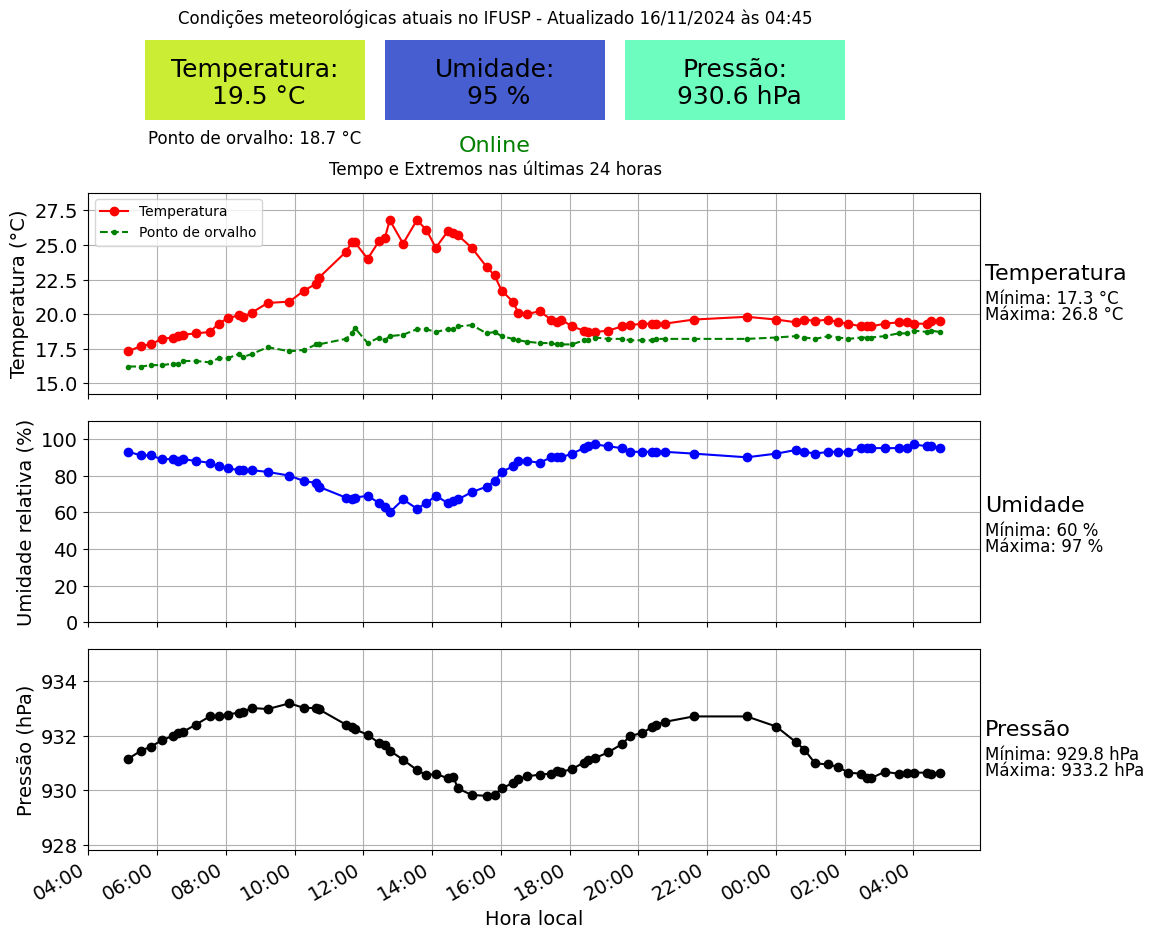 Condições meteorológicas atuais no IFUSP - Atualizado 16/11/2024 às 04:45
Temperatura:
19.5 °C
Umidade:
95 %
Pressão:
930.6 hPa
Ponto de orvalho: 18.7 °C
Online
Tempo e Extremos nas últimas 24 horas
Temperatura (°C)
27.5
25.0
22.5
20.0
17.5
15.0
Temperatura
Ponto de orvalho
Temperatura
Mínima: 17.3 °C
Máxima: 26.8 °C
Umidade relativa (%)
100
80
60
40
20
0
Umidade
Mínima: 60 %
Máxima: 97 %
Pressão (hPa)
934
932
930
928
Pressão
Mínima: 929.8 hPa
Máxima: 933.2 hPa
04:00 06:00 08:00 10:00 12:00 14:00 16:00 18:00 20:00 22:00 00:00 02:00 04:00
Hora local